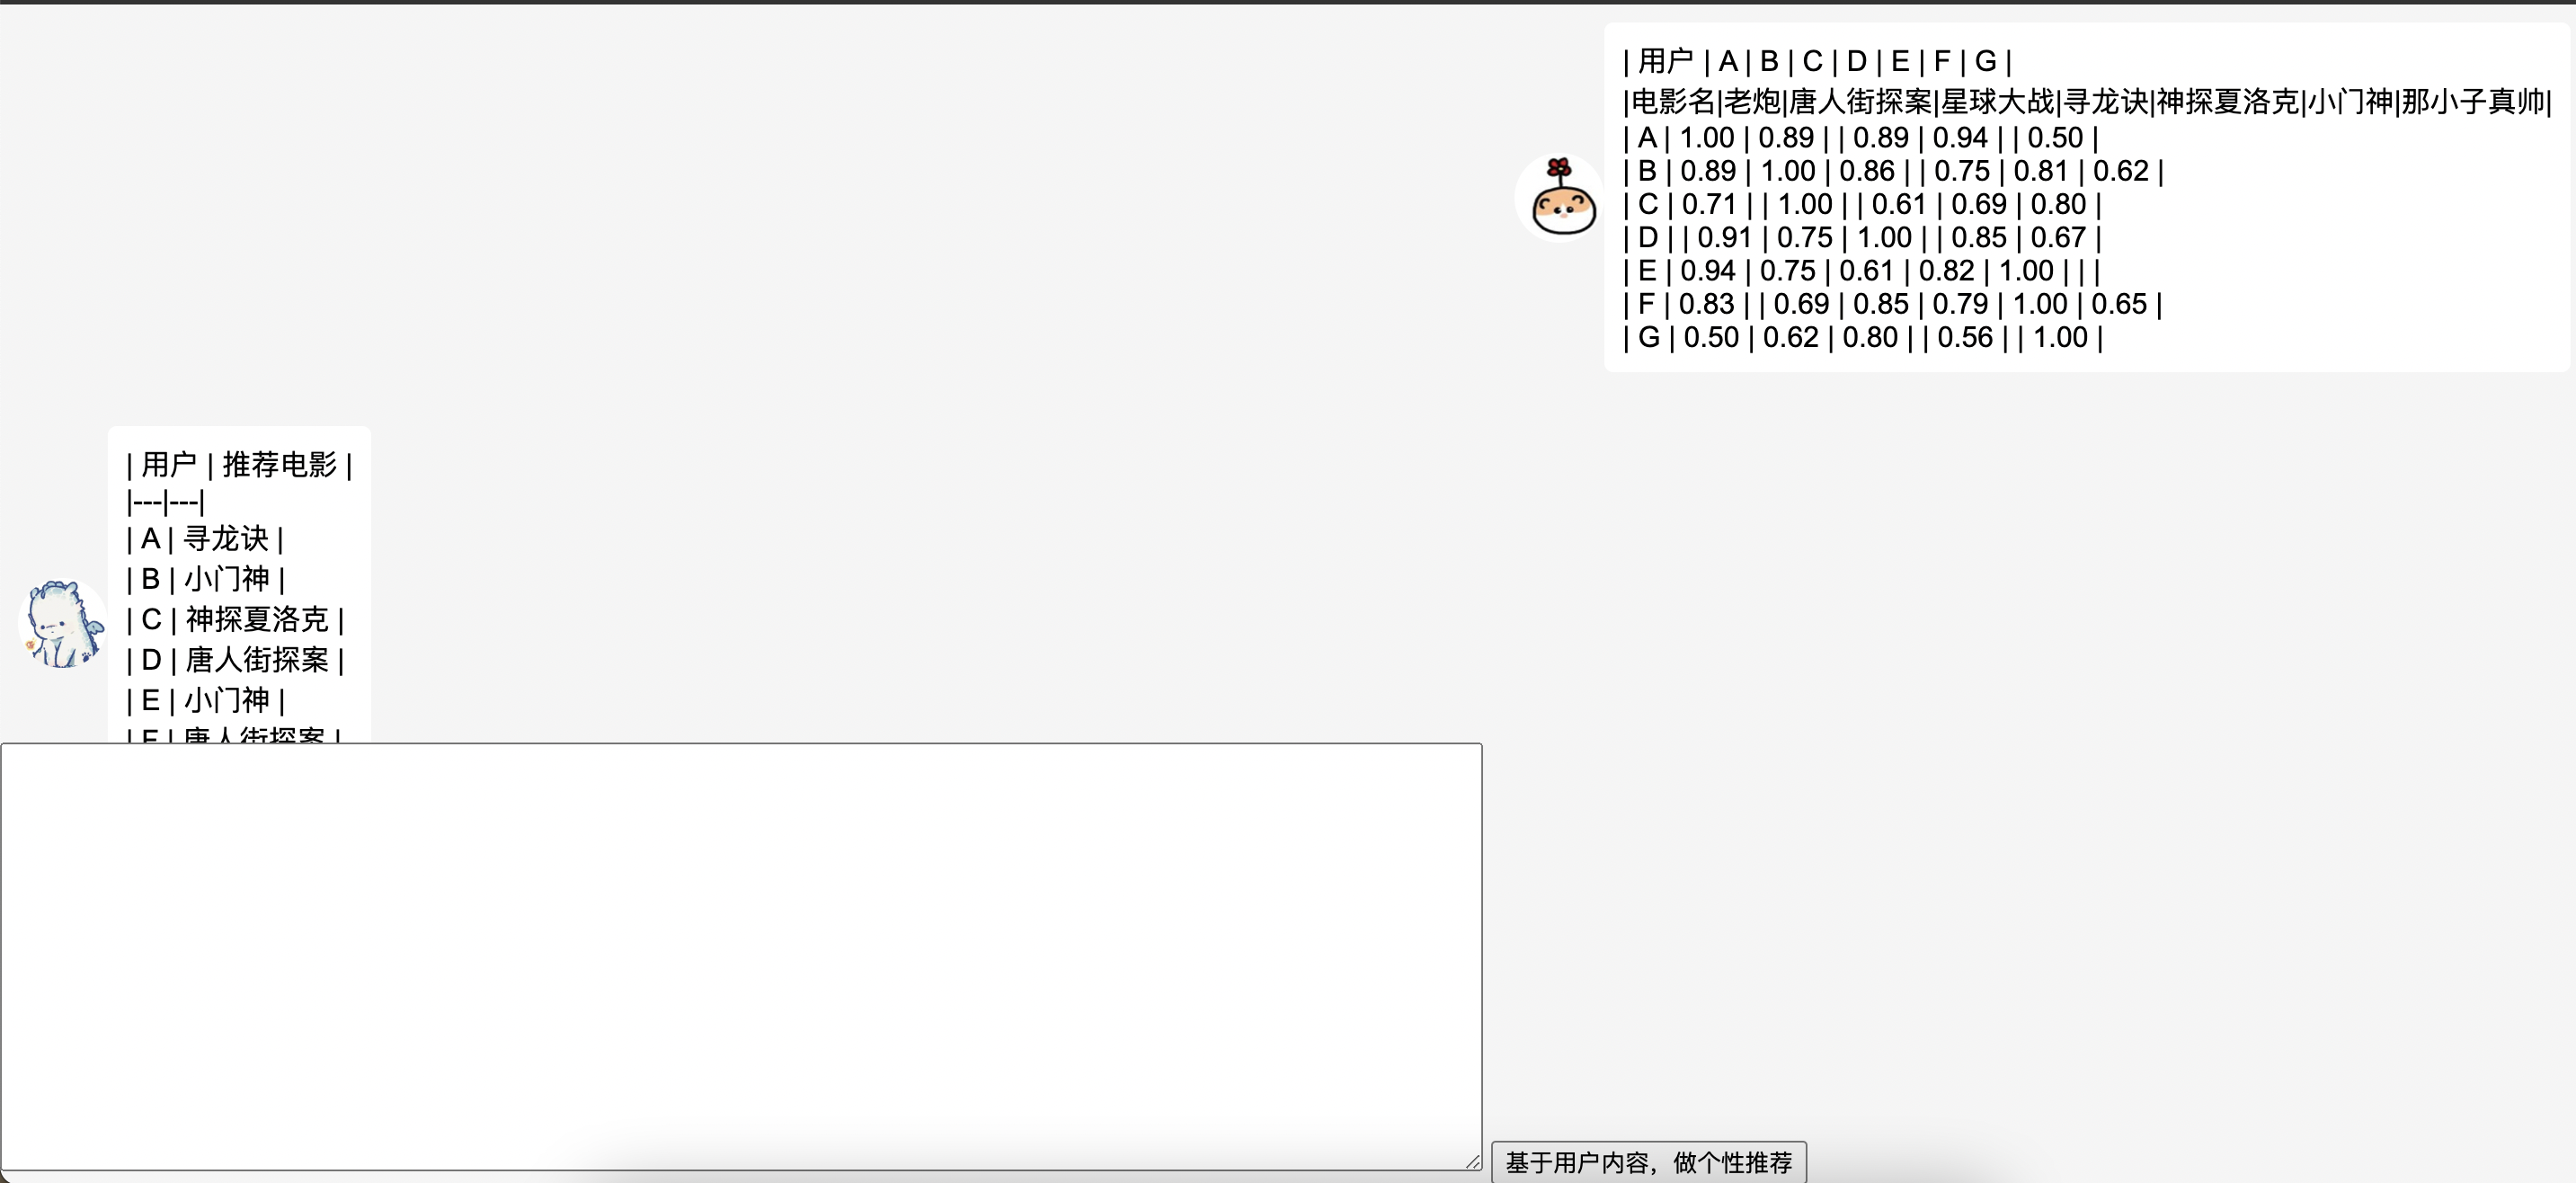 | 用户 | A | B | C | D | E | F | G |
|电影名|老炮|唐人街探案|星球大战|寻龙诀|神探夏洛克|小门神|那小子真帅|
| A | 1.00 | 0.89 | | 0.89 | 0.94 | | 0.50 |
| B | 0.89 | 1.00 | 0.86 | | 0.75 | 0.81 | 0.62 |
| C | 0.71 | | 1.00 | | 0.61 | 0.69 | 0.80 |
| D | | 0.91 | 0.75 | 1.00 | | 0.85 | 0.67 |
| E | 0.94 | 0.75 | 0.61 | 0.82 | 1.00 | | |
| F | 0.83 | | 0.69 | 0.85 | 0.79 | 1.00 | 0.65 |
| G | 0.50 | 0.62 | 0.80 | | 0.56 | | 1.00 |
| 用户 | 推荐电影 |
|---|---|
| A | 寻龙诀 |
| B | 小门神 |
| C | 神探夏洛克 |
| D | 唐人街探案 |
| E | 小门神 |
| F | 唐人街探案 |
基于用户内容，做个性推荐